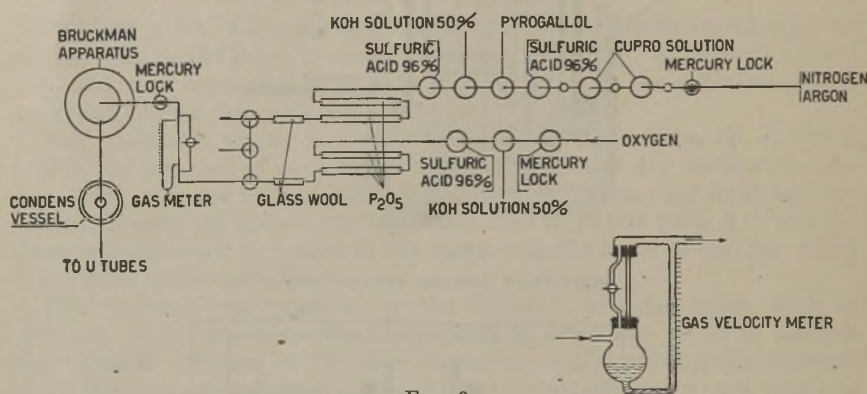 BRUCKMAN
APPARATUS
MERCURY
LOCK
KOH SOLUTION 50%
PYROGALLOL
SULFURIC
ACID 96%
SULFURIC
ACID 96%
CUPRO SOLUTION
MERCURY LOCK
NITROGEN
ARGON
OXYGEN
SULFURIC
ACID 96%
MERCURY
LOCK
KOH SOLUTION 50%
CONDENS
VESSEL
GAS METER
GLASS WOOL
P2O5
TO U TUBES
GAS VELOCITY METER